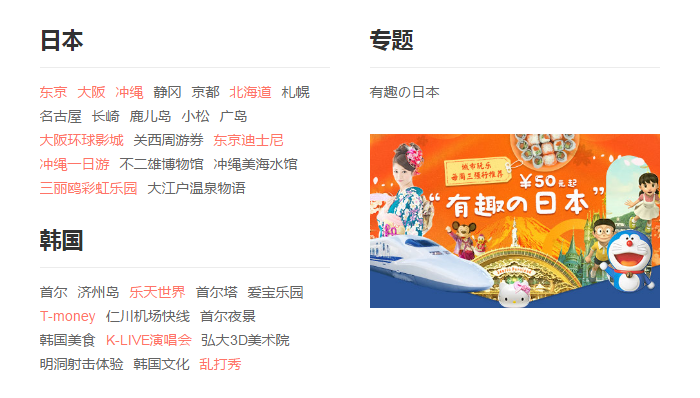 日本
东京 大阪 冲绳 静冈 京都 北海道 札幌
名古屋 长崎 鹿儿岛 小松 广岛
大阪环球影城 关西周游券 东京迪士尼
冲绳一日游 不二雄博物馆 冲绳美海水馆
三丽鸥彩虹乐园 大江户温泉物语
韩国
首尔 济州岛 乐天世界 首尔塔 爱宝乐园
T-money 仁川机场快线 首尔夜景
韩国美食 K-LIVE演唱会 弘大3D美术院
明洞射击体验 韩国文化 乱打秀
专题
有趣の日本
城市玩乐
¥50元起
“有趣の日本”